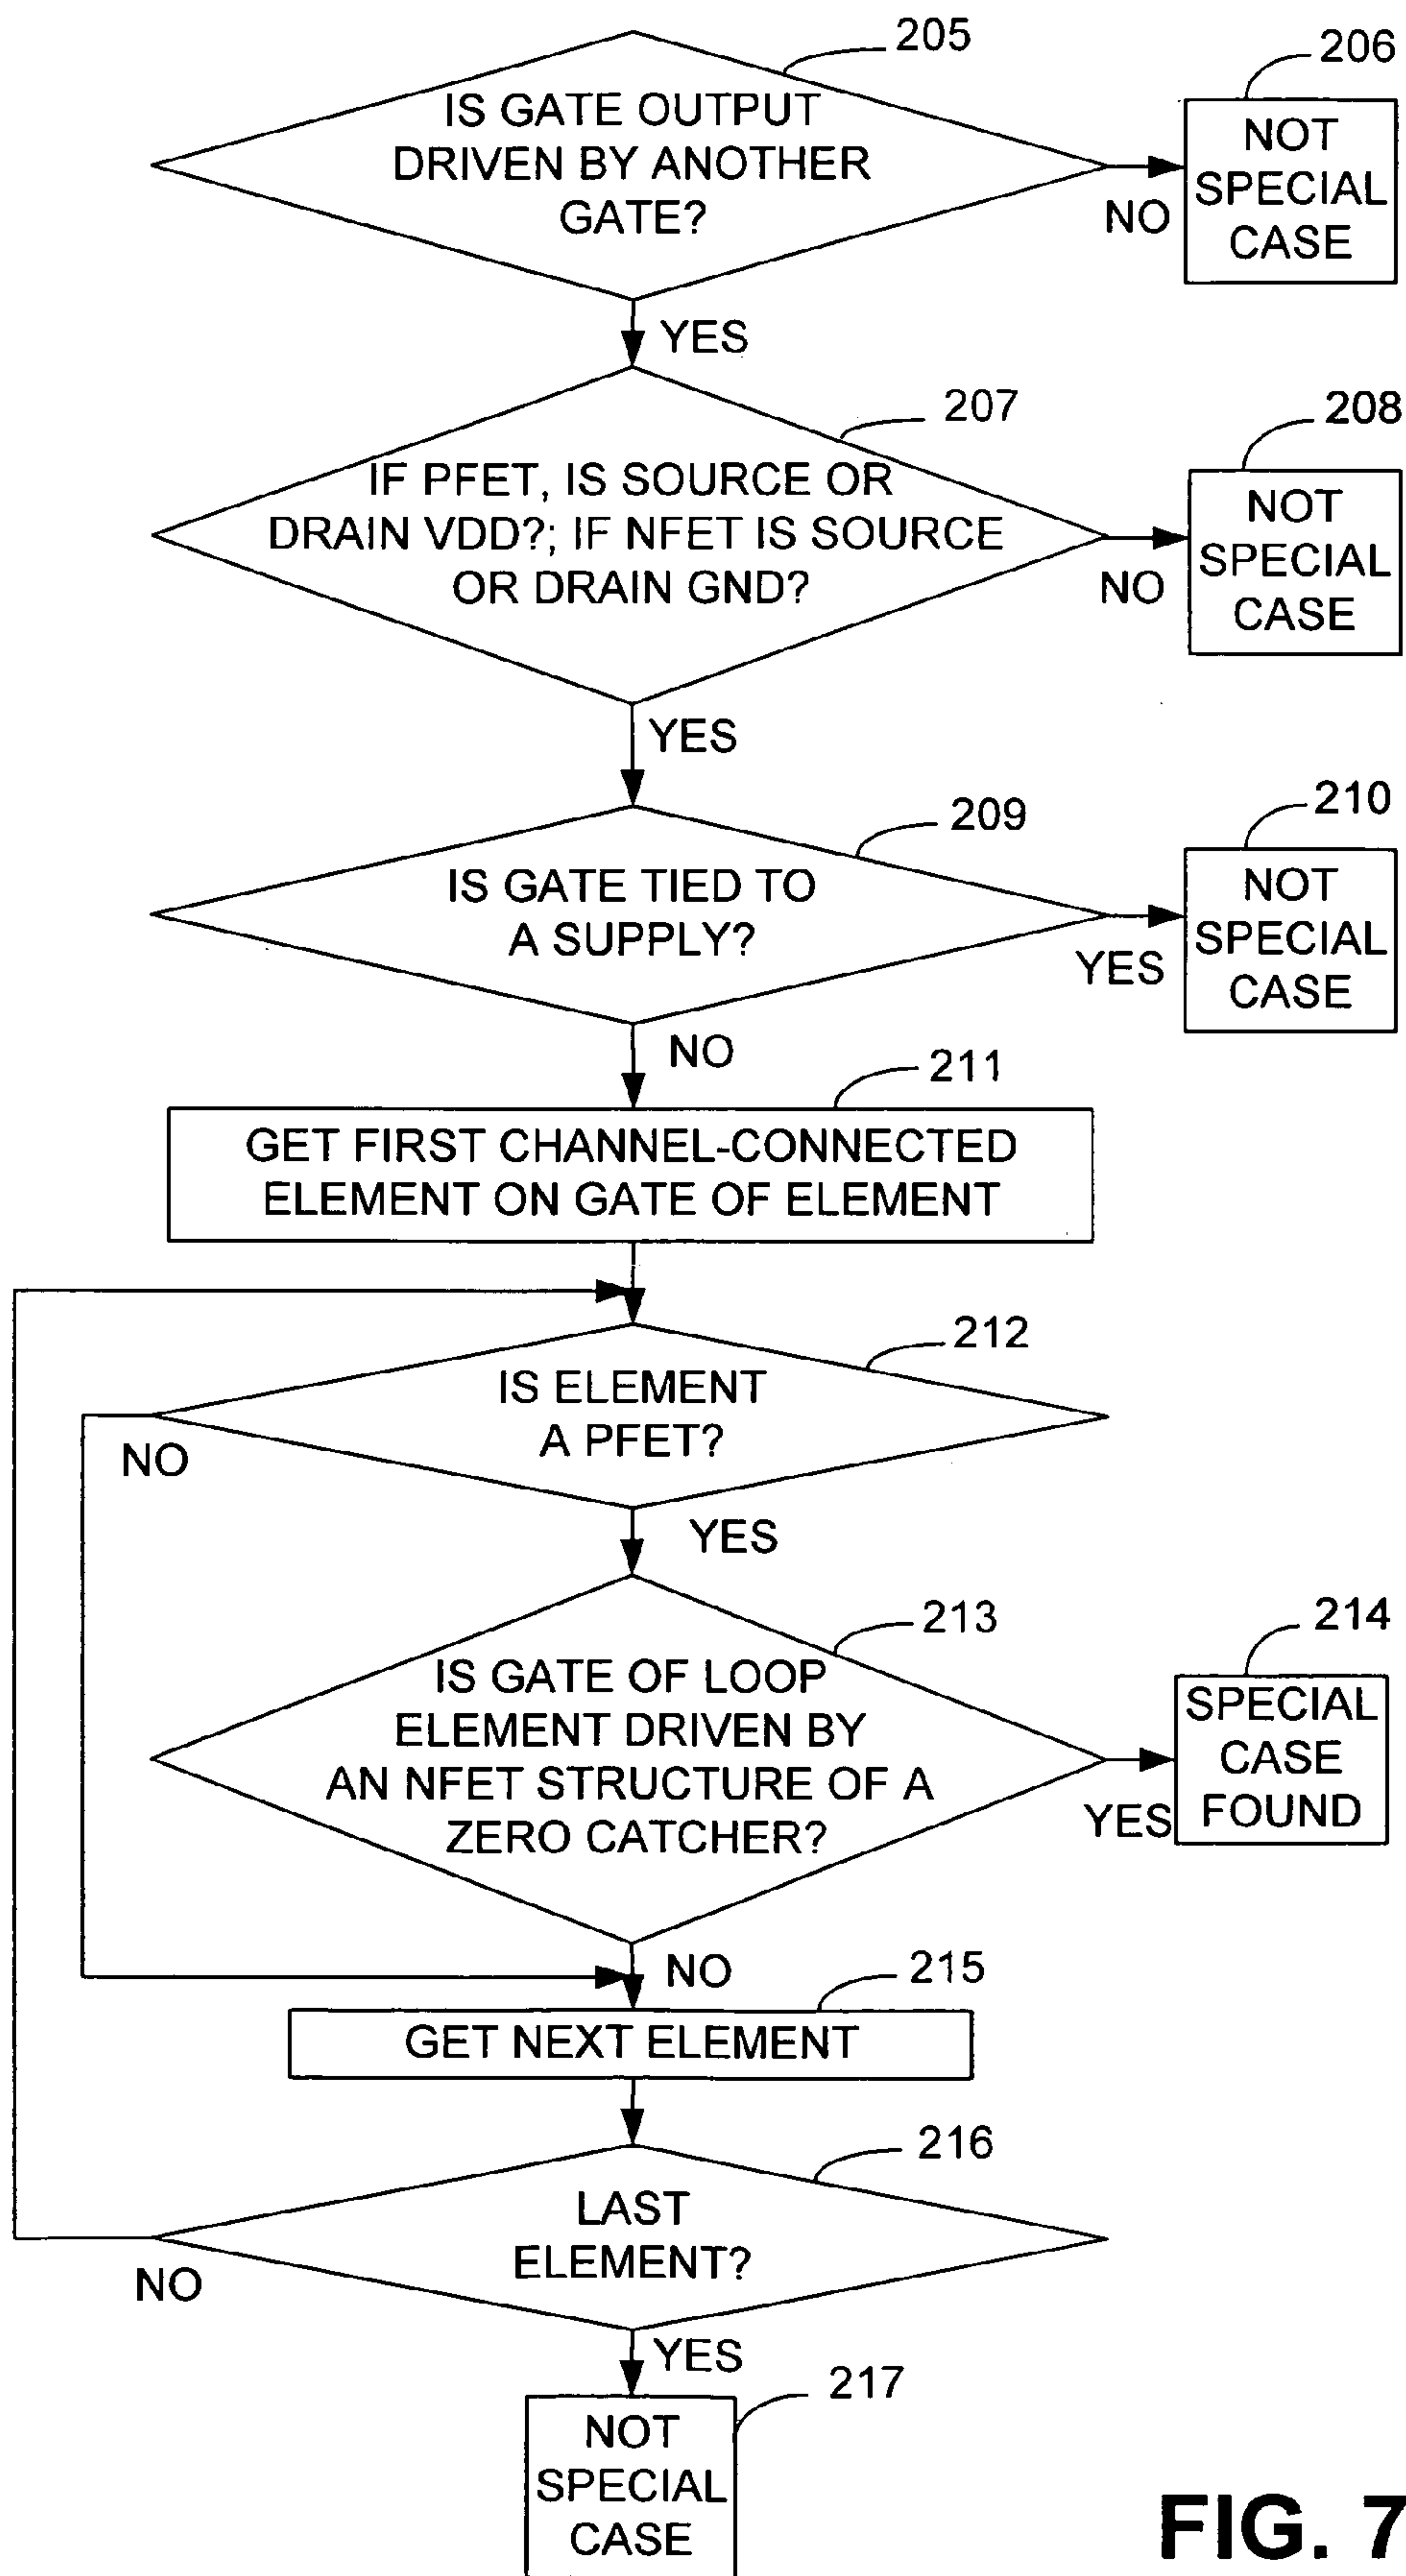 205
IS GATE OUTPUT
DRIVEN BY ANOTHER
GATE?
206
NOT
SPECIAL
CASE
NO
YES
207
IF PFET, IS SOURCE OR
DRAIN VDD?; IF NFET IS SOURCE
OR DRAIN GND?
208
NOT
SPECIAL
CASE
NO
YES
209
IS GATE TIED TO
A SUPPLY?
210
NOT
SPECIAL
CASE
YES
NO
211
GET FIRST CHANNEL-CONNECTED
ELEMENT ON GATE OF ELEMENT
212
IS ELEMENT
A PFET?
NO
YES
213
IS GATE OF LOOP
ELEMENT DRIVEN BY
AN NFET STRUCTURE OF A
ZERO CATCHER?
214
SPECIAL
CASE
FOUND
YES
NO
215
GET NEXT ELEMENT
216
LAST
ELEMENT?
NO
YES
217
NOT
SPECIAL
CASE
FIG. 7